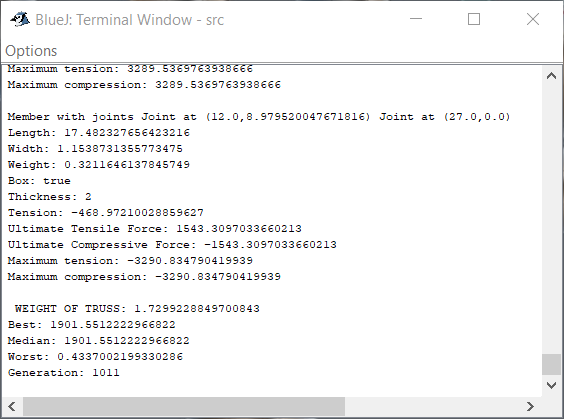 BlueJ: Terminal Window - src
Options
Maximum tension: 3289.5369763938666
Maximum compression: 3289.5369763938666
Member with joints Joint at (12.0,8.979520047671816) Joint at (27.0,0.0)
Length: 17.482327656423216
Width: 1.1538731355773475
Weight: 0.3211646137845749
Box: true
Thickness: 2
Tension: -468.97210028859627
Ultimate Tensile Force: 1543.3097033660213
Ultimate Compressive Force: -1543.3097033660213
Maximum tension: -3290.834790419939
Maximum compression: -3290.834790419939
WEIGHT OF TRUSS: 1.7299228849700843
Best: 1901.5512222966822
Median: 1901.5512222966822
Worst: 0.4337002199330286
Generation: 1011